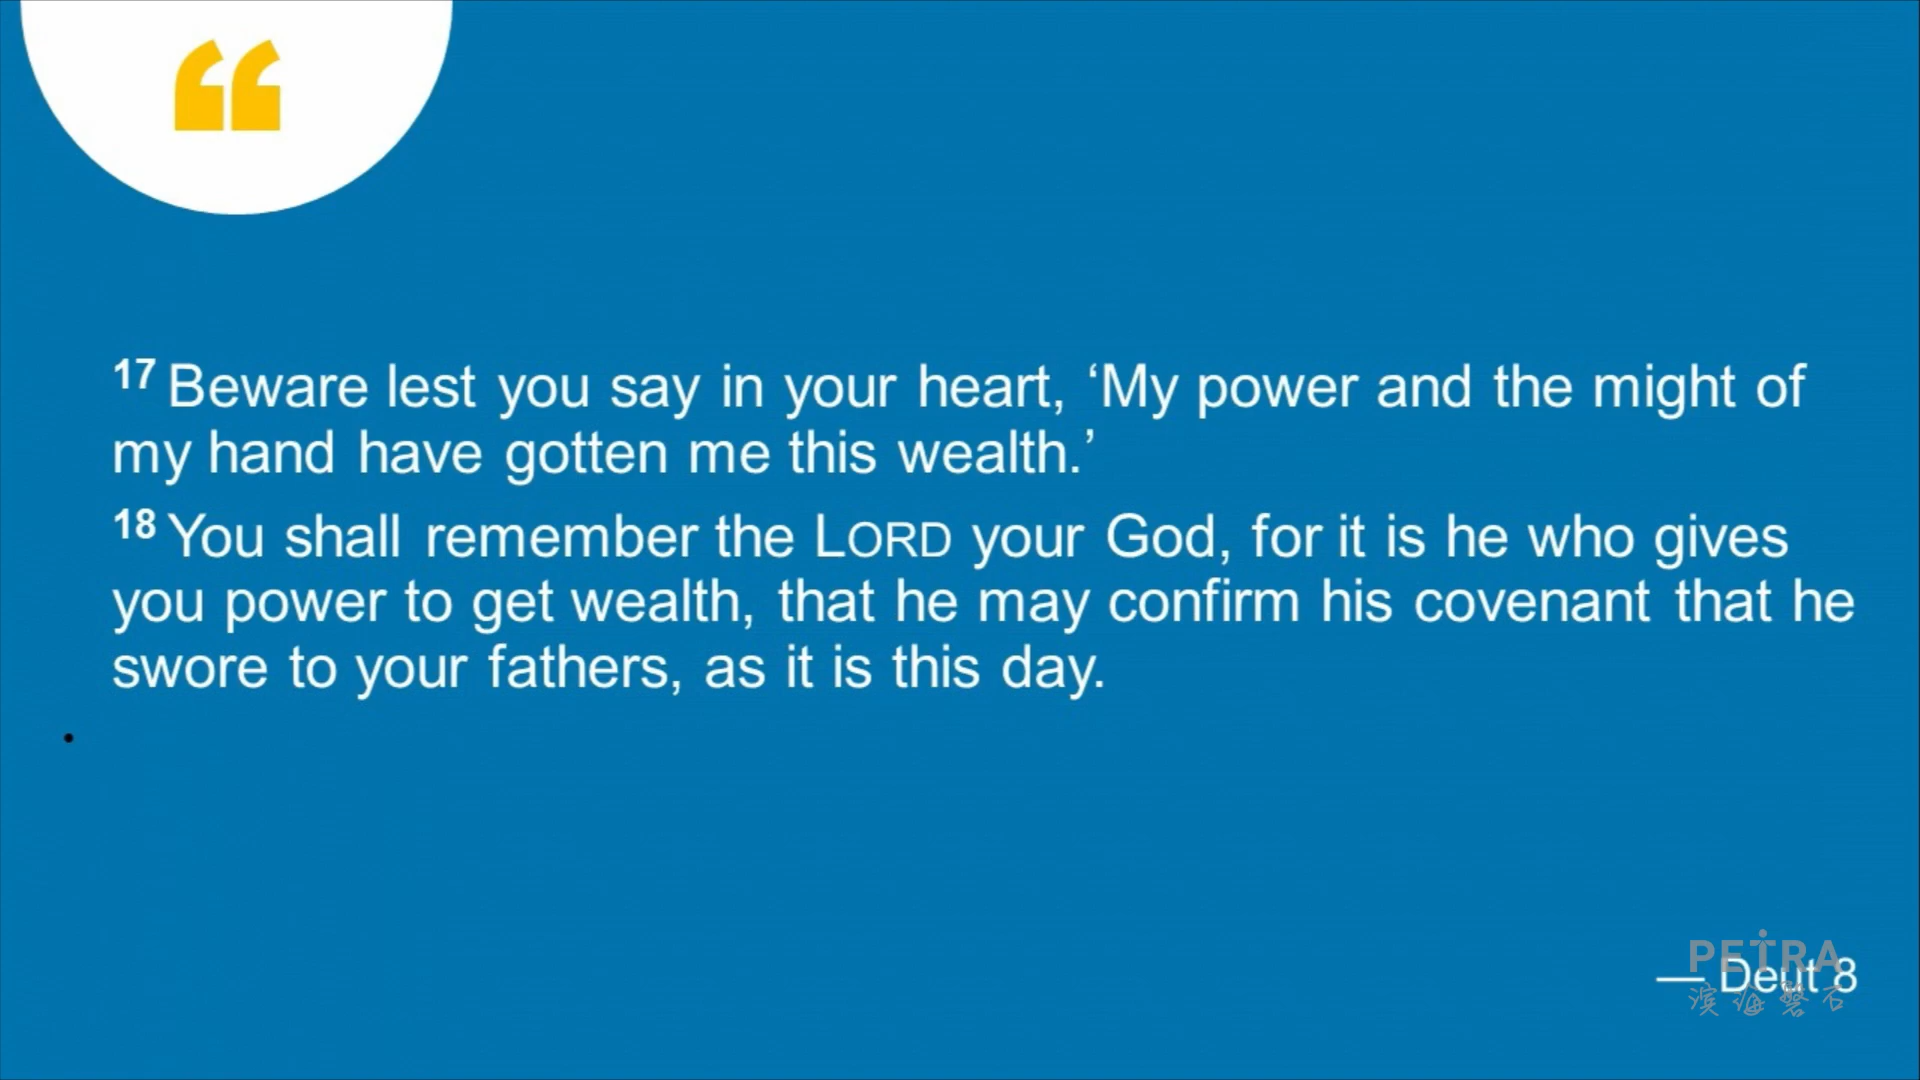 “
17 Beware lest you say in your heart, ‘My power and the might of
my hand have gotten me this wealth.’
18 You shall remember the LORD your God, for it is he who gives
you power to get wealth, that he may confirm his covenant that he
swore to your fathers, as it is this day.
PETRA
— Deut 8
滨海磐石